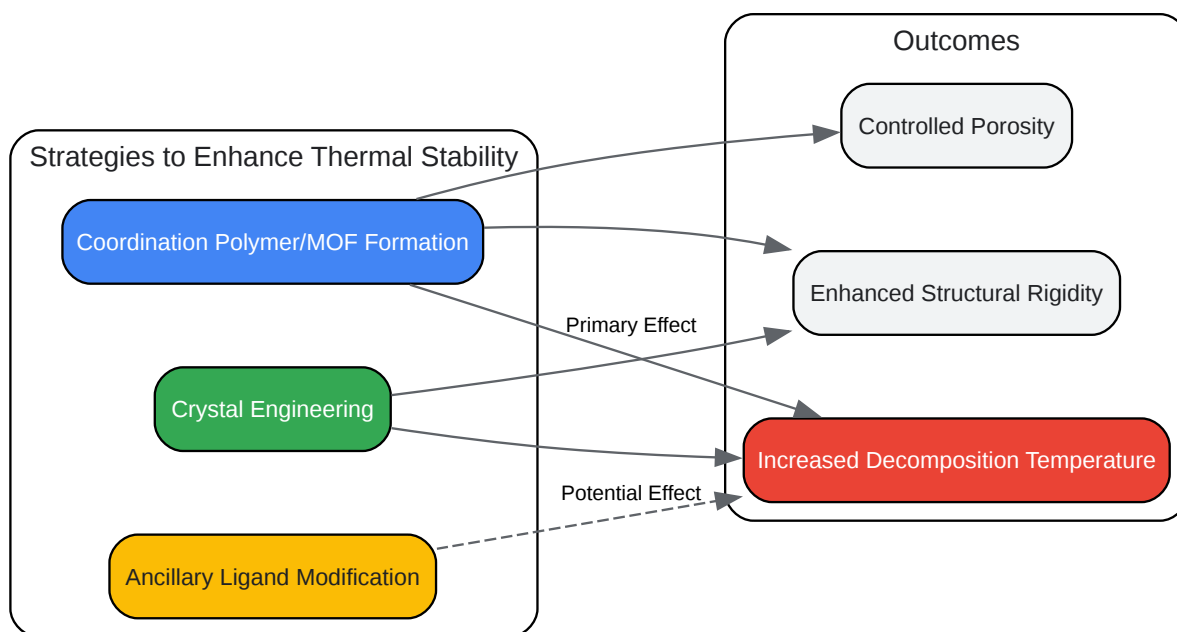 Strategies to Enhance Thermal Stability
Coordination Polymer/MOF Formation
Crystal Engineering
Ancillary Ligand Modification
Primary Effect
Potential Effect
Outcomes
Controlled Porosity
Enhanced Structural Rigidity
Increased Decomposition Temperature